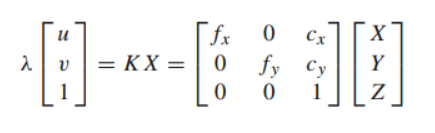 λ [u v 1] = KX = [f_x 0 c_x; 0 f_y c_y; 0 0 1] [X Y Z]